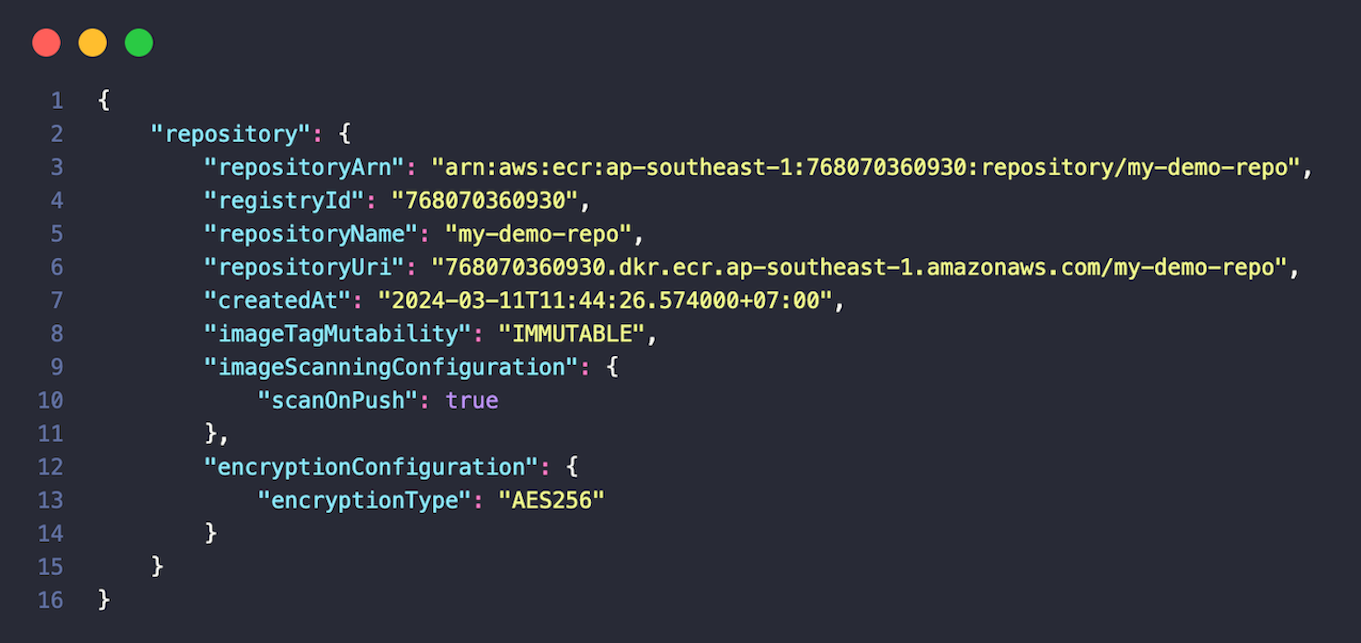 1 {
2     "repository": {
3         "repositoryArn": "arn:aws:ecr:ap-southeast-1:768070360930:repository/my-demo-repo",
4         "registryId": "768070360930",
5         "repositoryName": "my-demo-repo",
6         "repositoryUri": "768070360930.dkr.ecr.ap-southeast-1.amazonaws.com/my-demo-repo",
7         "createdAt": "2024-03-11T11:44:26.574000+07:00",
8         "imageTagMutability": "IMMUTABLE",
9         "imageScanningConfiguration": {
10             "scanOnPush": true
11         },
12         "encryptionConfiguration": {
13             "encryptionType": "AES256"
14         }
15     }
16 }